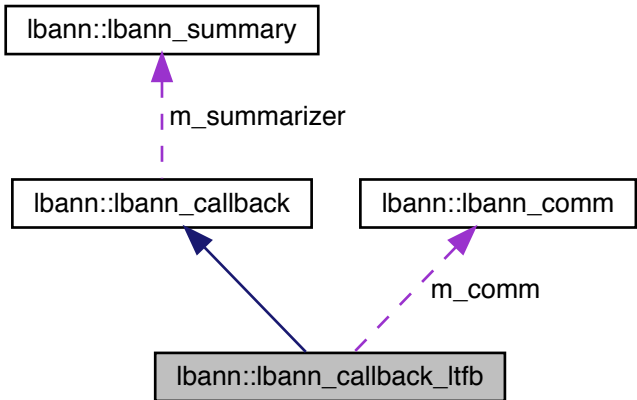 lbann::lbann_summary
m_summarizer
lbann::lbann_callback
lbann::lbann_comm
m_comm
lbann::lbann_callback_ltfb